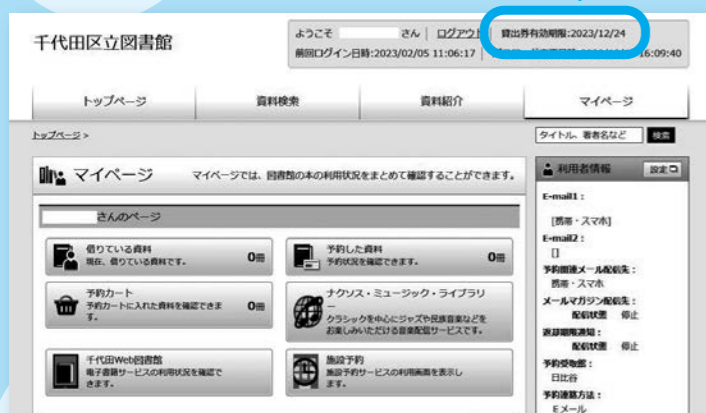 千代田区立図書館
ようこそ さん | ログアウト 貸出券有効期限:2023/12/24
前回ログイン日時:2023/02/05 11:06:17 16:09:40
トップページ 資料検索 資料紹介 マイページ
トップページ >
タイトル、著者名など 検索
マイページ マイページでは、図書館の本の利用状況をまとめて確認することができます。
さんのページ
借りている資料
現在、借りている資料です。
0冊
予約した資料
予約状況を確認できます。
0冊
予約カート
予約カートに入れた資料を確認できま
す。
0冊
ナクソス・ミュージック・ライブラリ
ー
クラシックを中心にジャズや民族音楽などを
お楽しみいただける音楽配信サービスです。
千代田Web図書館
電子書籍サービスの利用状況を確認で
きます。
施設予約
施設予約サービスの利用画面を表示し
ます。
利用者情報 設定
E-mail1：
[携帯・スマホ]
E-mail2：
[]
予約関連メール配信先：
携帯・スマホ
メールマガジン配信先：
配信状態 停止
返却期限通知：
配信状態 停止
予約受取館：
日比谷
予約連絡方法：
Eメール